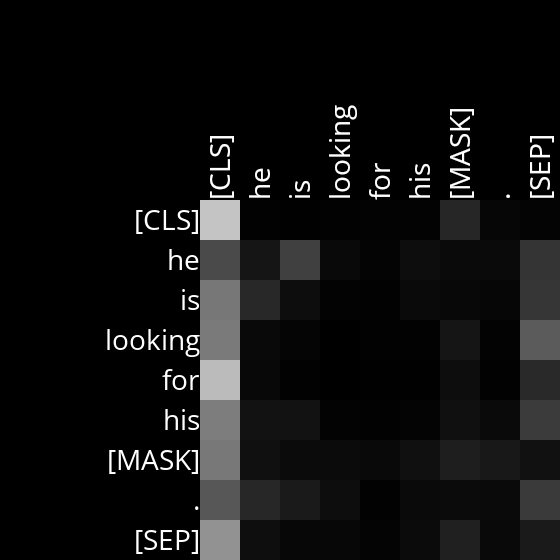 [CLS] he is looking for his [MASK] . [SEP]
[CLS]
he
is
looking
for
his
[MASK]
.
[SEP]